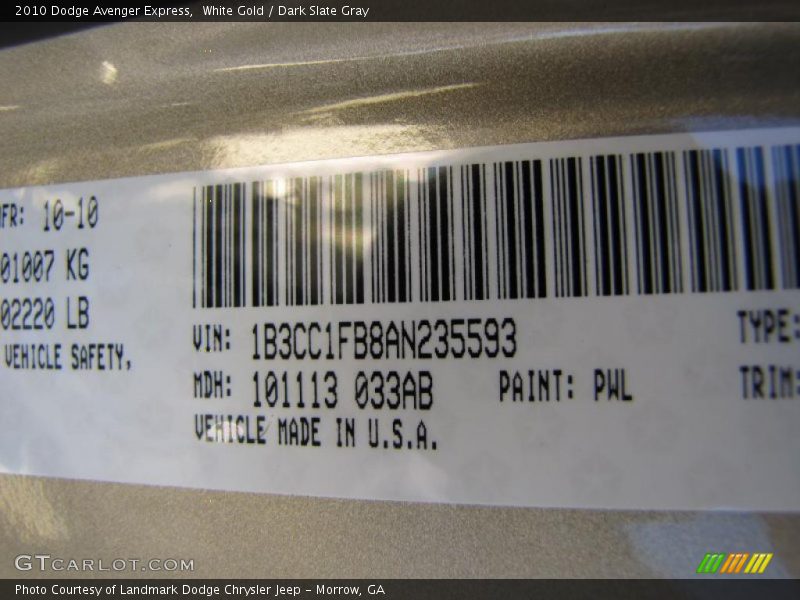 2010 Dodge Avenger Express, White Gold / Dark Slate Gray
MFR: 10-10
01007 KG
02220 LB
VEHICLE SAFETY,
VIN: 1B3CC1FB8AN235593
TYPE:
MDH: 101113 033AB PAINT: PWL
TRIM:
VEHICLE MADE IN U.S.A.
GTCARLOT.COM
Photo Courtesy of Landmark Dodge Chrysler Jeep - Morrow, GA